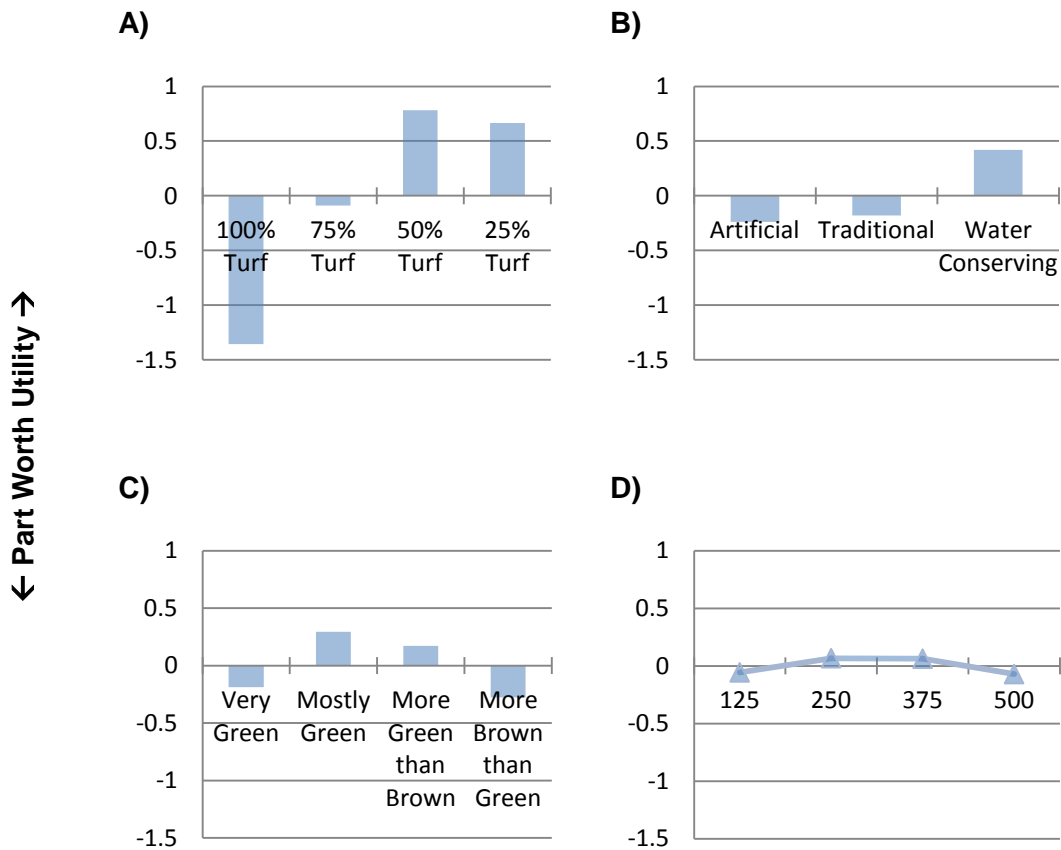 ← Part Worth Utility →
A)
1
0.5
0
-0.5
-1
-1.5
100% Turf
75% Turf
50% Turf
25% Turf
B)
1
0.5
0
-0.5
-1
-1.5
Artificial
Traditional
Water Conserving
C)
1
0.5
0
-0.5
-1
-1.5
Very Green
Mostly Green
More Green than Brown
More Brown than Green
D)
1
0.5
0
-0.5
-1
-1.5
125
250
375
500